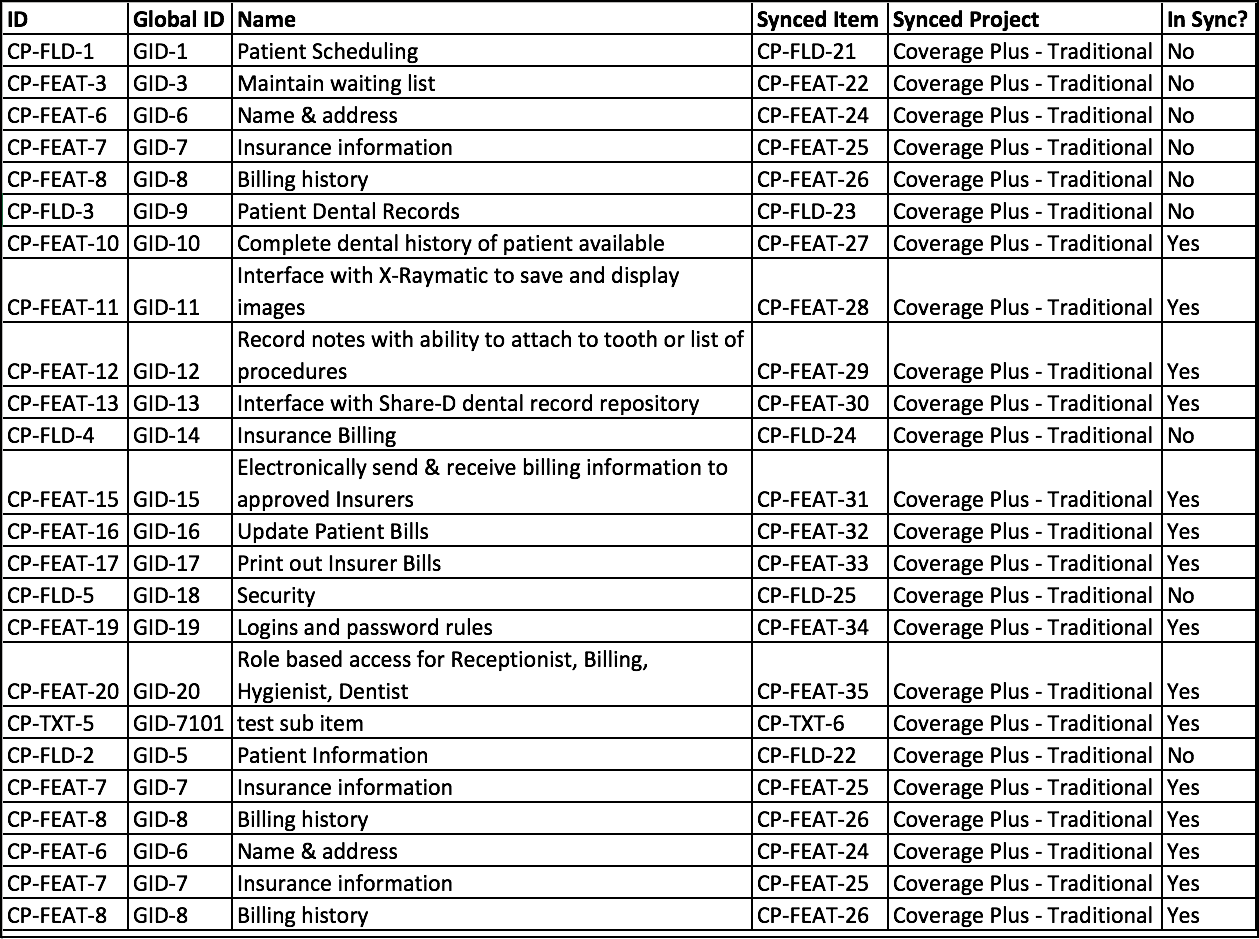 ID Global ID Name Synced Item Synced Project In Sync?
CP-FLD-1 GID-1 Patient Scheduling CP-FLD-21 Coverage Plus - Traditional No
CP-FEAT-3 GID-3 Maintain waiting list CP-FEAT-22 Coverage Plus - Traditional No
CP-FEAT-6 GID-6 Name & address CP-FEAT-24 Coverage Plus - Traditional No
CP-FEAT-7 GID-7 Insurance information CP-FEAT-25 Coverage Plus - Traditional No
CP-FEAT-8 GID-8 Billing history CP-FEAT-26 Coverage Plus - Traditional No
CP-FLD-3 GID-9 Patient Dental Records CP-FLD-23 Coverage Plus - Traditional No
CP-FEAT-10 GID-10 Complete dental history of patient available CP-FEAT-27 Coverage Plus - Traditional Yes
Interface with X-Raymatic to save and display
CP-FEAT-11 GID-11 images CP-FEAT-28 Coverage Plus - Traditional Yes
Record notes with ability to attach to tooth or list of
CP-FEAT-12 GID-12 procedures CP-FEAT-29 Coverage Plus - Traditional Yes
CP-FEAT-13 GID-13 Interface with Share-D dental record repository CP-FEAT-30 Coverage Plus - Traditional Yes
CP-FLD-4 GID-14 Insurance Billing CP-FLD-24 Coverage Plus - Traditional No
Electronically send & receive billing information to
CP-FEAT-15 GID-15 approved Insurers CP-FEAT-31 Coverage Plus - Traditional Yes
CP-FEAT-16 GID-16 Update Patient Bills CP-FEAT-32 Coverage Plus - Traditional Yes
CP-FEAT-17 GID-17 Print out Insurer Bills CP-FEAT-33 Coverage Plus - Traditional Yes
CP-FLD-5 GID-18 Security CP-FLD-25 Coverage Plus - Traditional No
CP-FEAT-19 GID-19 Logins and password rules CP-FEAT-34 Coverage Plus - Traditional Yes
Role based access for Receptionist, Billing,
CP-FEAT-20 GID-20 Hygienist, Dentist CP-FEAT-35 Coverage Plus - Traditional Yes
CP-TXT-5 GID-7101 test sub item CP-TXT-6 Coverage Plus - Traditional Yes
CP-FLD-2 GID-5 Patient Information CP-FLD-22 Coverage Plus - Traditional No
CP-FEAT-7 GID-7 Insurance information CP-FEAT-25 Coverage Plus - Traditional Yes
CP-FEAT-8 GID-8 Billing history CP-FEAT-26 Coverage Plus - Traditional Yes
CP-FEAT-6 GID-6 Name & address CP-FEAT-24 Coverage Plus - Traditional Yes
CP-FEAT-7 GID-7 Insurance information CP-FEAT-25 Coverage Plus - Traditional Yes
CP-FEAT-8 GID-8 Billing history CP-FEAT-26 Coverage Plus - Traditional Yes